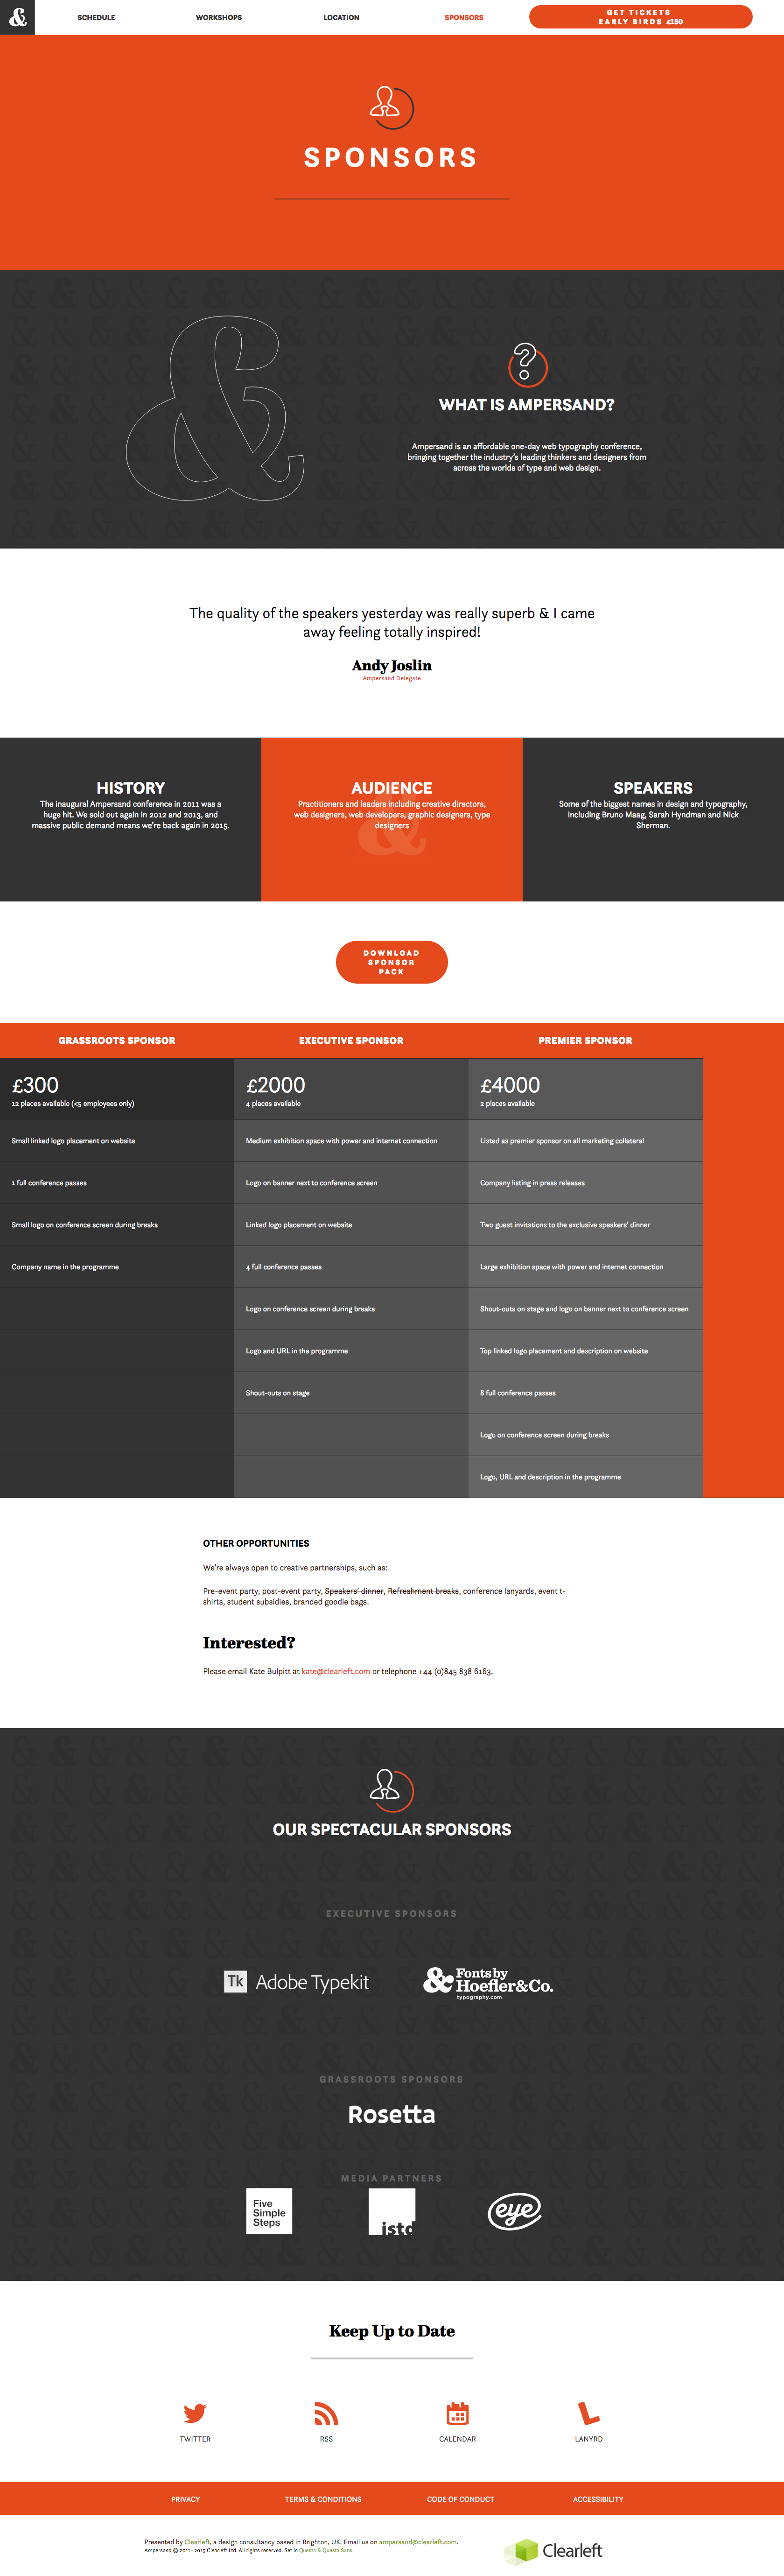 &
SCHEDULE
WORKSHOPS
LOCATION
SPONSORS
GET TICKETS
EARLY BIRDS £150
SPONSORS
&
?
WHAT IS AMPERSAND?
Ampersand is an affordable one-day web typography conference,
bringing together the industry's leading thinkers and designers from
across the worlds of type and web design.
The quality of the speakers yesterday was really superb & I came
away feeling totally inspired!
Andy Joslin
Ampersand Delegate
HISTORY
The inaugural Ampersand conference in 2011 was a
huge hit. We sold out again in 2012 and 2013, and
massive public demand means we're back again in 2015.
AUDIENCE
Practitioners and leaders including creative directors,
web designers, web developers, graphic designers, type
designers
&
SPEAKERS
Some of the biggest names in design and typography,
including Bruno Maag, Sarah Hyndman and Nick
Sherman.
DOWNLOAD
SPONSOR
PACK
GRASSROOTS SPONSOR
EXECUTIVE SPONSOR
PREMIER SPONSOR
£300
12 places available (<5 employees only)
£2000
4 places available
£4000
2 places available
Small linked logo placement on website
Medium exhibition space with power and internet connection
Listed as premier sponsor on all marketing collateral
1 full conference passes
Logo on banner next to conference screen
Company listing in press releases
Small logo on conference screen during breaks
Linked logo placement on website
Two guest invitations to the exclusive speakers' dinner
Company name in the programme
4 full conference passes
Large exhibition space with power and internet connection
Logo on conference screen during breaks
Shout-outs on stage and logo on banner next to conference screen
Logo and URL in the programme
Top linked logo placement and description on website
Shout-outs on stage
8 full conference passes
Logo on conference screen during breaks
Logo, URL and description in the programme
OTHER OPPORTUNITIES
We're always open to creative partnerships, such as:
Pre-event party, post-event party, Speakers' dinner, Refreshment breaks, conference lanyards, event t-
shirts, student subsidies, branded goodie bags.
Interested?
Please email Kate Bulpitt at kate@clearleft.com or telephone +44 (0)845 838 6163.
OUR SPECTACULAR SPONSORS
EXECUTIVE SPONSORS
Tk Adobe Typekit
& Fonts by
Hoefler&Co.
typography.com
GRASSROOTS SPONSORS
Rosetta
MEDIA PARTNERS
Five
Simple
Steps
istd
eye
Keep Up to Date
TWITTER
RSS
CALENDAR
LANYRD
PRIVACY
TERMS & CONDITIONS
CODE OF CONDUCT
ACCESSIBILITY
Presented by Clearleft, a design consultancy based in Brighton, UK. Email us on ampersand@clearleft.com.
Ampersand © 2011–2015 Clearleft Ltd. All rights reserved. Set in Questa & Questa Sans.
Clearleft